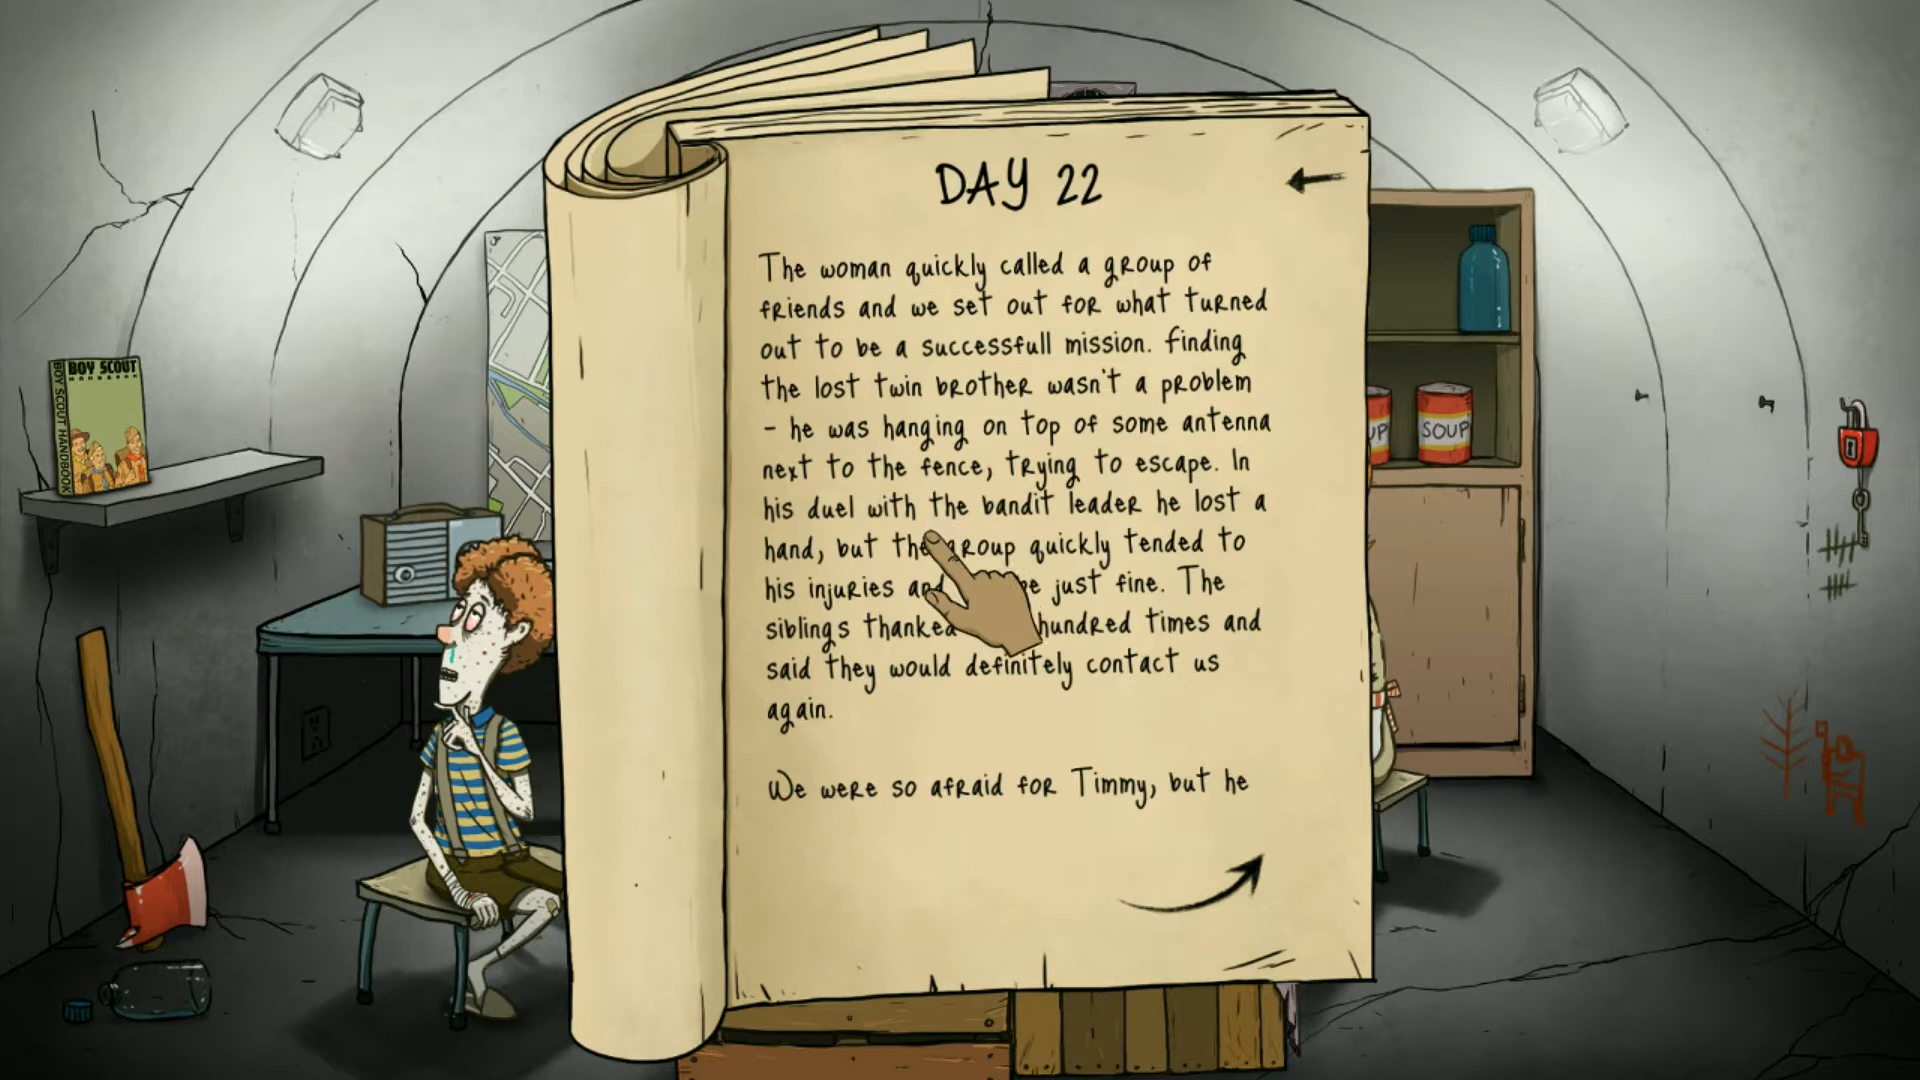 DAY 22
The woman quickly called a group of
friends and we set out for what turned
out to be a successfull mission. Finding
the lost twin brother wasn't a problem
- he was hanging on top of some antenna
next to the fence, trying to escape. In
his duel with the bandit leader he lost a
hand, but the group quickly tended to
his injuries and be just fine. The
siblings thanked hundred times and
said they would definitely contact us
again.
We were so afraid for Timmy, but he
BOY SCOUT
BOY SCOUT HANDBOOK
UP
SOUP